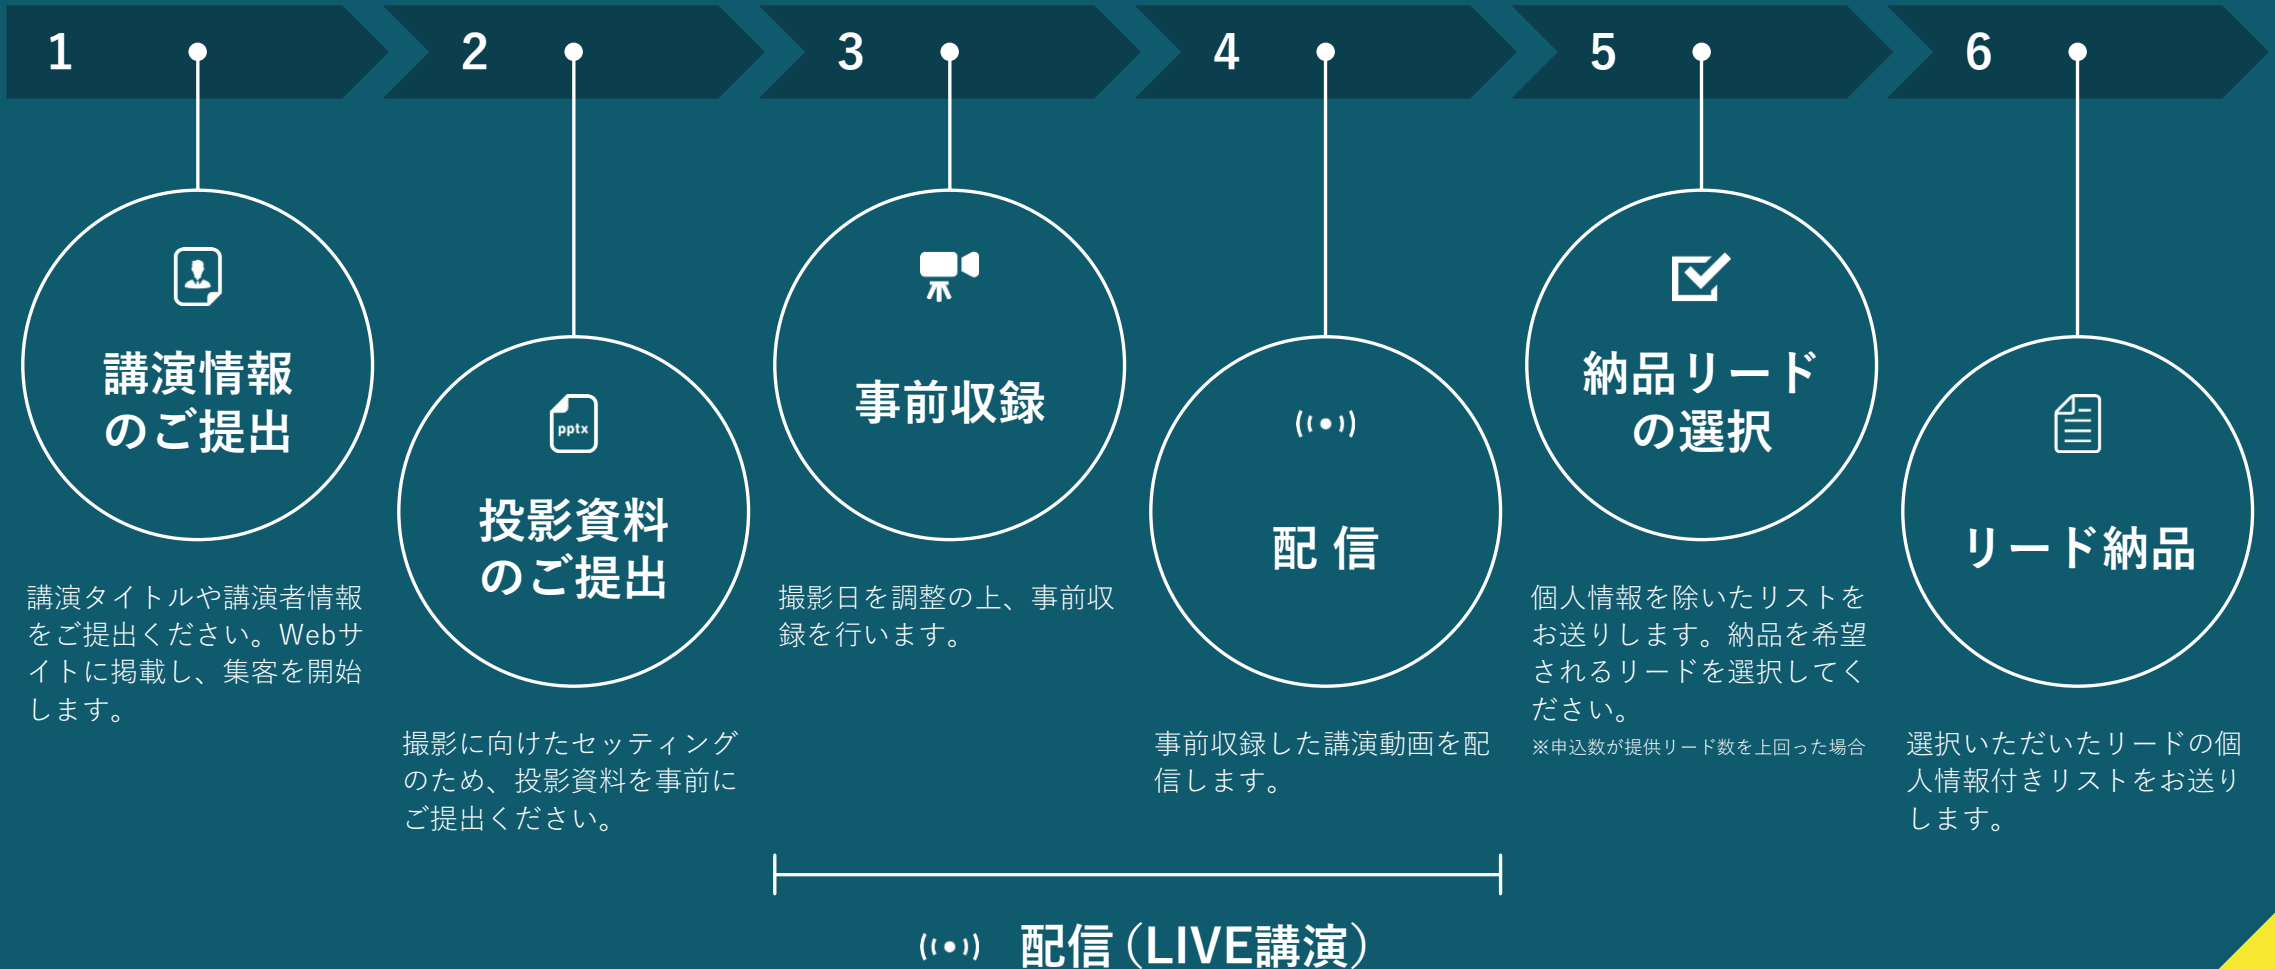 1
講演情報
のご提出
講演タイトルや講演者情報
をご提出ください。Webサ
イトに掲載し、集客を開始
します。
2
pptx
投影資料
のご提出
撮影に向けたセッティング
のため、投影資料を事前に
ご提出ください。
3
事前収録
撮影日を調整の上、事前収
録を行います。
4
配 信
事前収録した講演動画を配
信します。
5
納品リード
の選択
個人情報を除いたリストを
お送りします。納品を希望
されるリードを選択してく
ださい。
※申込数が提供リード数を上回った場合
6
リード納品
選択いただいたリードの個
人情報付きリストをお送り
します。
配信（LIVE講演）